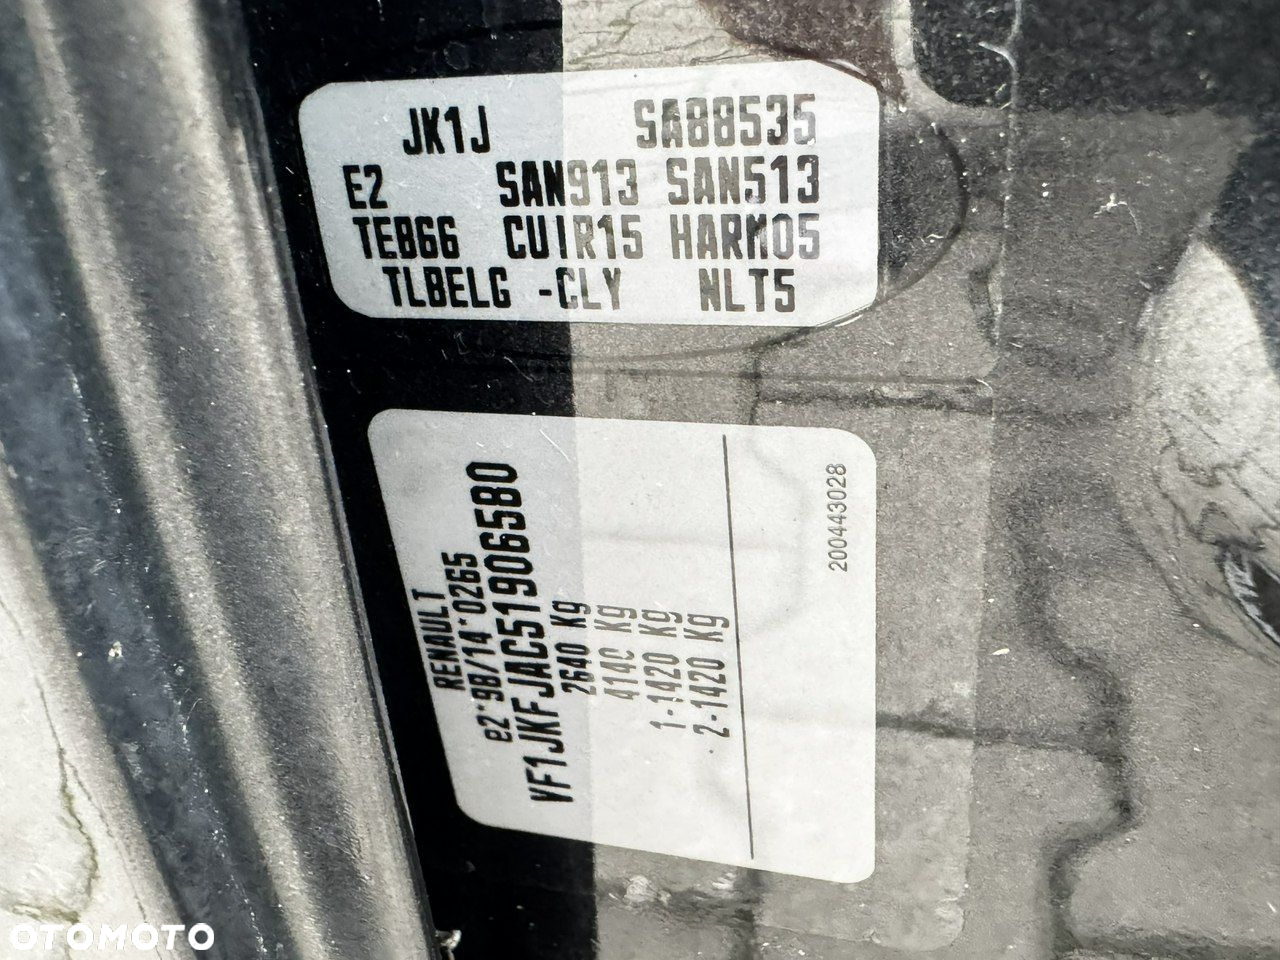 JK1J SA88535
E2 SAN913 SAN513
TEB66 CUIR15 HARM05
TLBELG -CLY NLT5
RENAULT
e2*98/14*0265
VF1JKFJAC51906580
2640 Kg
4140 Kg
1-1420 Kg
2-1420 Kg
200443028
OTOMOTO